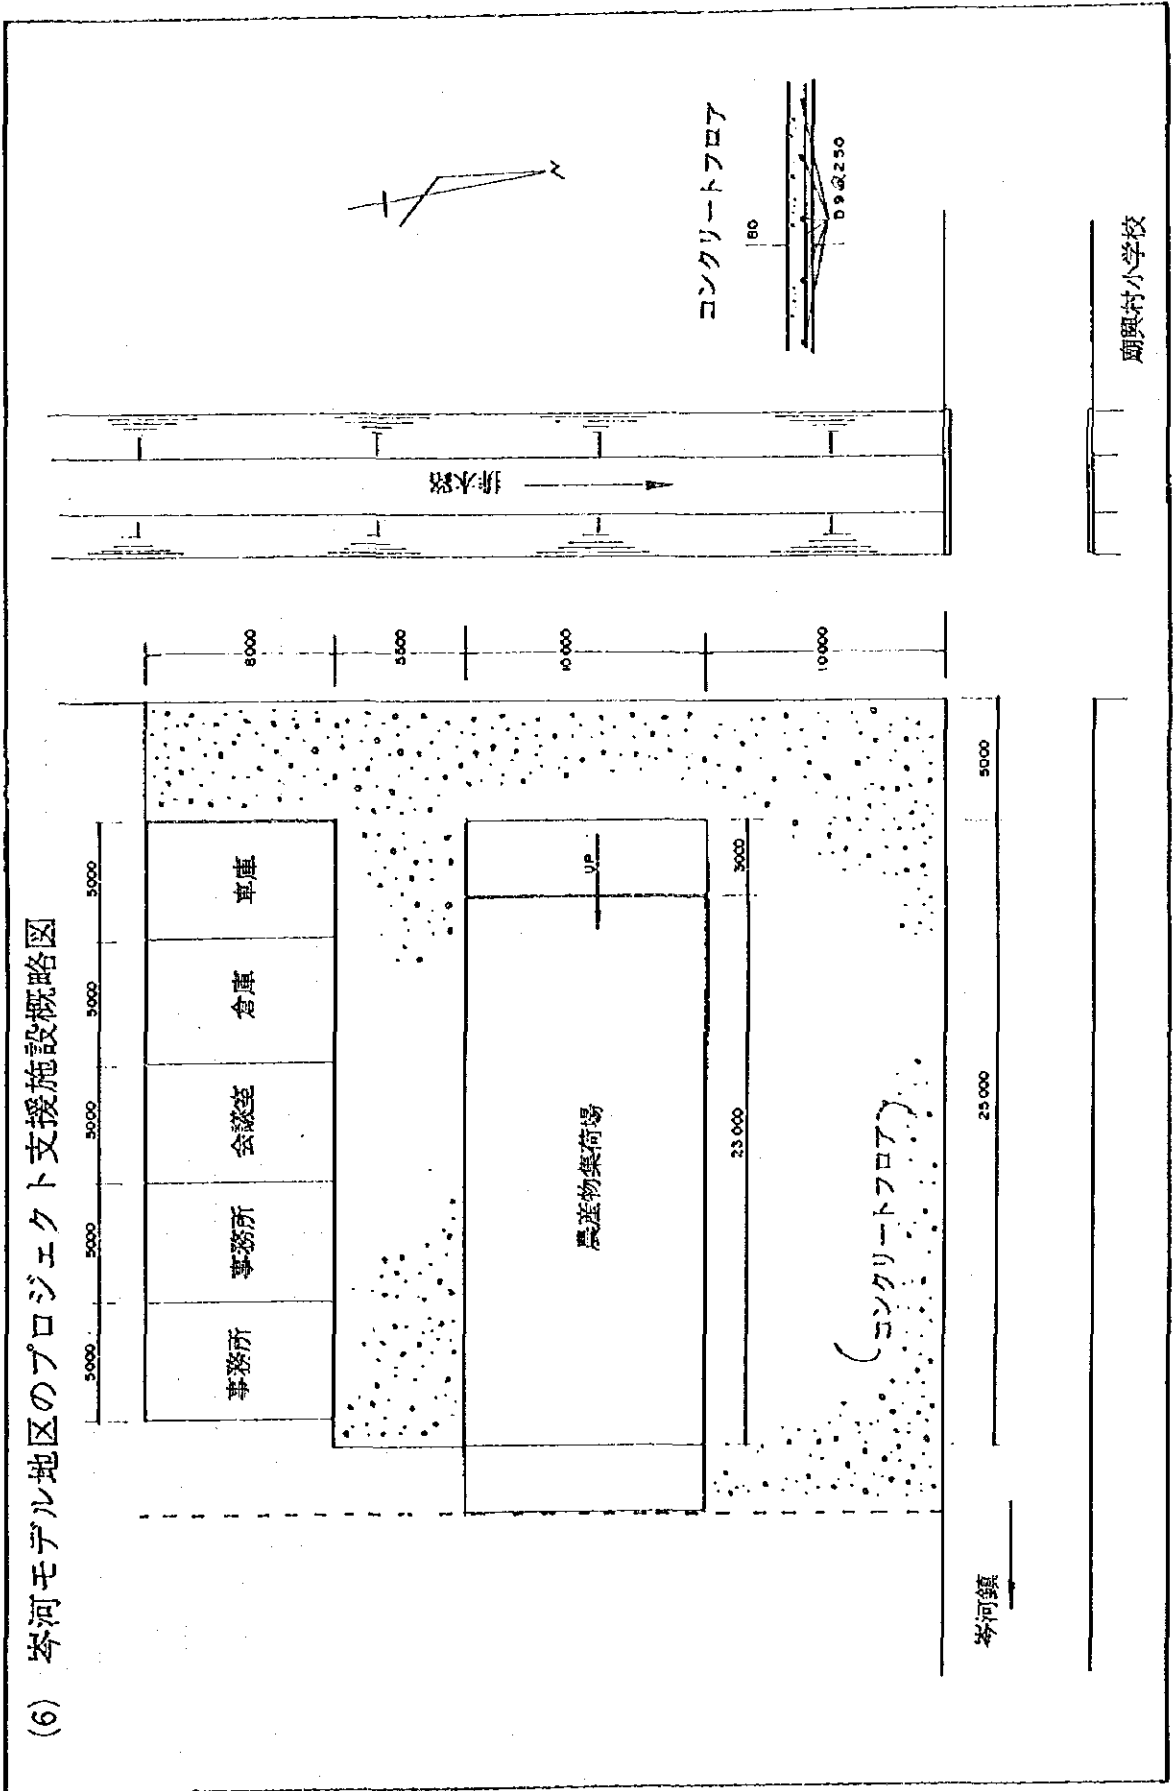 (6) 岑河モデル地区のプロジェクト支援施設概略図
5000
5000
5000
5000
5000
事務所
事務所
会議室
倉庫
車庫
8000
5500
10000
10000
農産物集荷場
UP
23000
3000
(コンクリートフロア)
25000
5000
岑河鎮
排水路
N
コンクリートフロア
D9@250
廟興村小学校